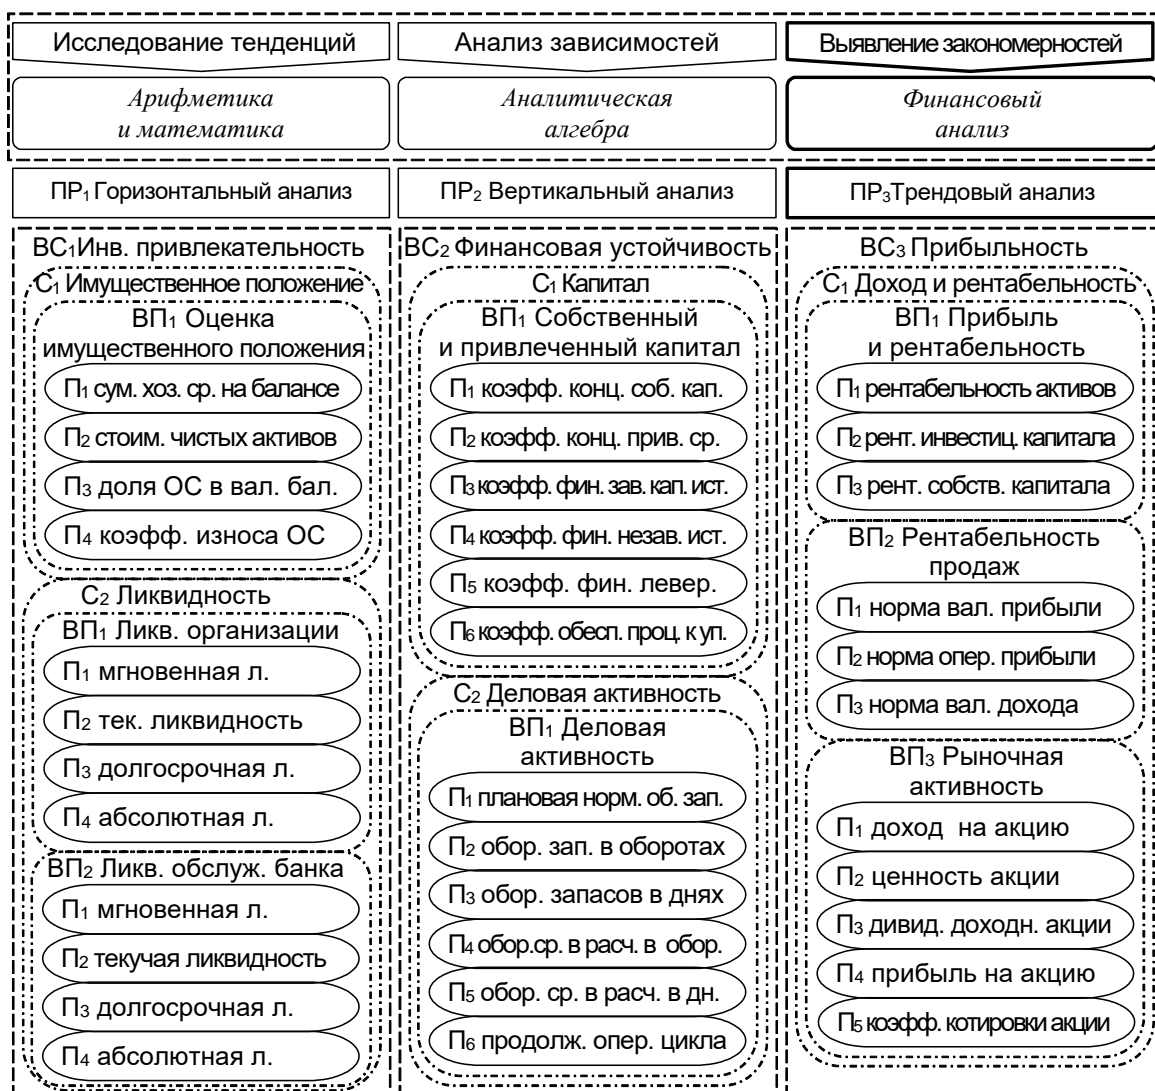 Исследование тенденций
Анализ зависимостей
Выявление закономерностей
Арифметика
и математика
Аналитическая
алгебра
Финансовый
анализ
ПР₁ Горизонтальный анализ
ПР₂ Вертикальный анализ
ПР₃Трендовый анализ
ВС₁Инв. привлекательность
С₁ Имущественное положение
ВП₁ Оценка
имущественного положения
П₁ сум. хоз. ср. на балансе
П₂ стоим. чистых активов
П₃ доля ОС в вал. бал.
П₄ коэфф. износа ОС
С₂ Ликвидность
ВП₁ Ликв. организации
П₁ мгновенная л.
П₂ тек. ликвидность
П₃ долгосрочная л.
П₄ абсолютная л.
ВП₂ Ликв. обслуж. банка
П₁ мгновенная л.
П₂ текучая ликвидность
П₃ долгосрочная л.
П₄ абсолютная л.
ВС₂ Финансовая устойчивость
С₁ Капитал
ВП₁ Собственный
и привлеченный капитал
П₁ коэфф. конц. соб. кап.
П₂ коэфф. конц. прив. ср.
П₃ коэфф. фин. зав. кап. ист.
П₄ коэфф. фин. незав. ист.
П₅ коэфф. фин. левер.
П₆ коэфф. обесп. проц. к уп.
С₂ Деловая активность
ВП₁ Деловая
активность
П₁ плановая норм. об. зап.
П₂ обор. зап. в оборотах
П₃ обор. запасов в днях
П₄ обор.ср. в расч. в обор.
П₅ обор. ср. в расч. в дн.
П₆ продолж. опер. цикла
ВС₃ Прибыльность
С₁ Доход и рентабельность
ВП₁ Прибыль
и рентабельность
П₁ рентабельность активов
П₂ рент. инвестиц. капитала
П₃ рент. собств. капитала
ВП₂ Рентабельность
продаж
П₁ норма вал. прибыли
П₂ норма опер. прибыли
П₃ норма вал. дохода
ВП₃ Рыночная
активность
П₁ доход на акцию
П₂ ценность акции
П₃ дивид. доходн. акции
П₄ прибыль на акцию
П₅ коэфф. котировки акции